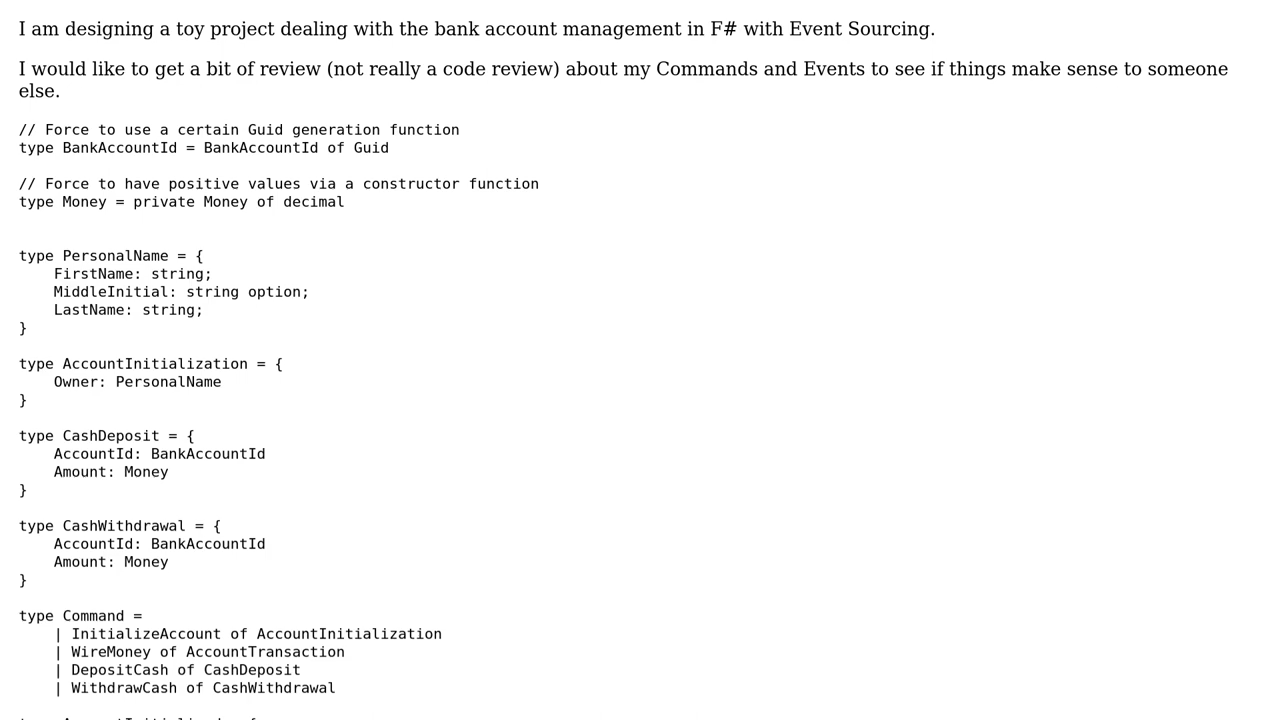 I am designing a toy project dealing with the bank account management in F# with Event Sourcing.
I would like to get a bit of review (not really a code review) about my Commands and Events to see if things make sense to someone
else.
// Force to use a certain Guid generation function
type BankAccountId = BankAccountId of Guid
// Force to have positive values via a constructor function
type Money = private Money of decimal
type PersonalName = {
    FirstName: string;
    MiddleInitial: string option;
    LastName: string;
}
type AccountInitialization = {
    Owner: PersonalName
}
type CashDeposit = {
    AccountId: BankAccountId
    Amount: Money
}
type CashWithdrawal = {
    AccountId: BankAccountId
    Amount: Money
}
type Command =
    | InitializeAccount of AccountInitialization
    | WireMoney of AccountTransaction
    | DepositCash of CashDeposit
    | WithdrawCash of CashWithdrawal